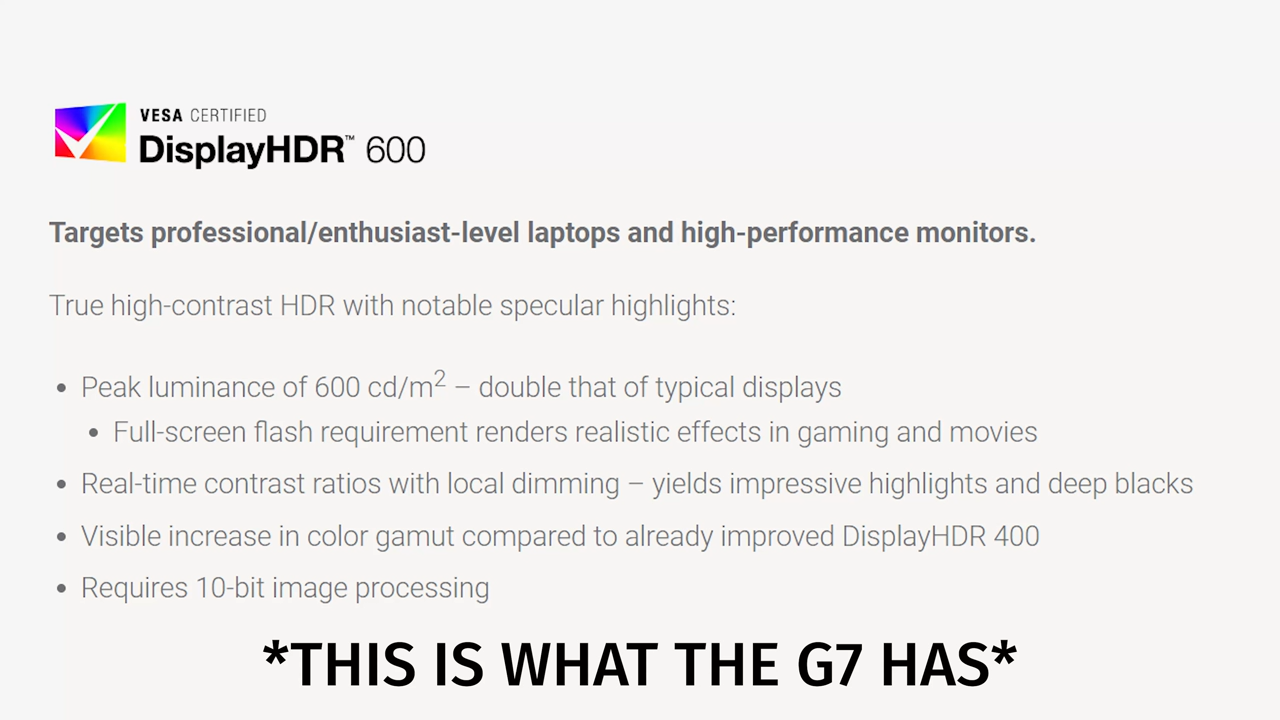 VESA CERTIFIED
DisplayHDR™ 600
Targets professional/enthusiast-level laptops and high-performance monitors.
True high-contrast HDR with notable specular highlights:
• Peak luminance of 600 cd/m² – double that of typical displays
• Full-screen flash requirement renders realistic effects in gaming and movies
• Real-time contrast ratios with local dimming – yields impressive highlights and deep blacks
• Visible increase in color gamut compared to already improved DisplayHDR 400
• Requires 10-bit image processing
*THIS IS WHAT THE G7 HAS*